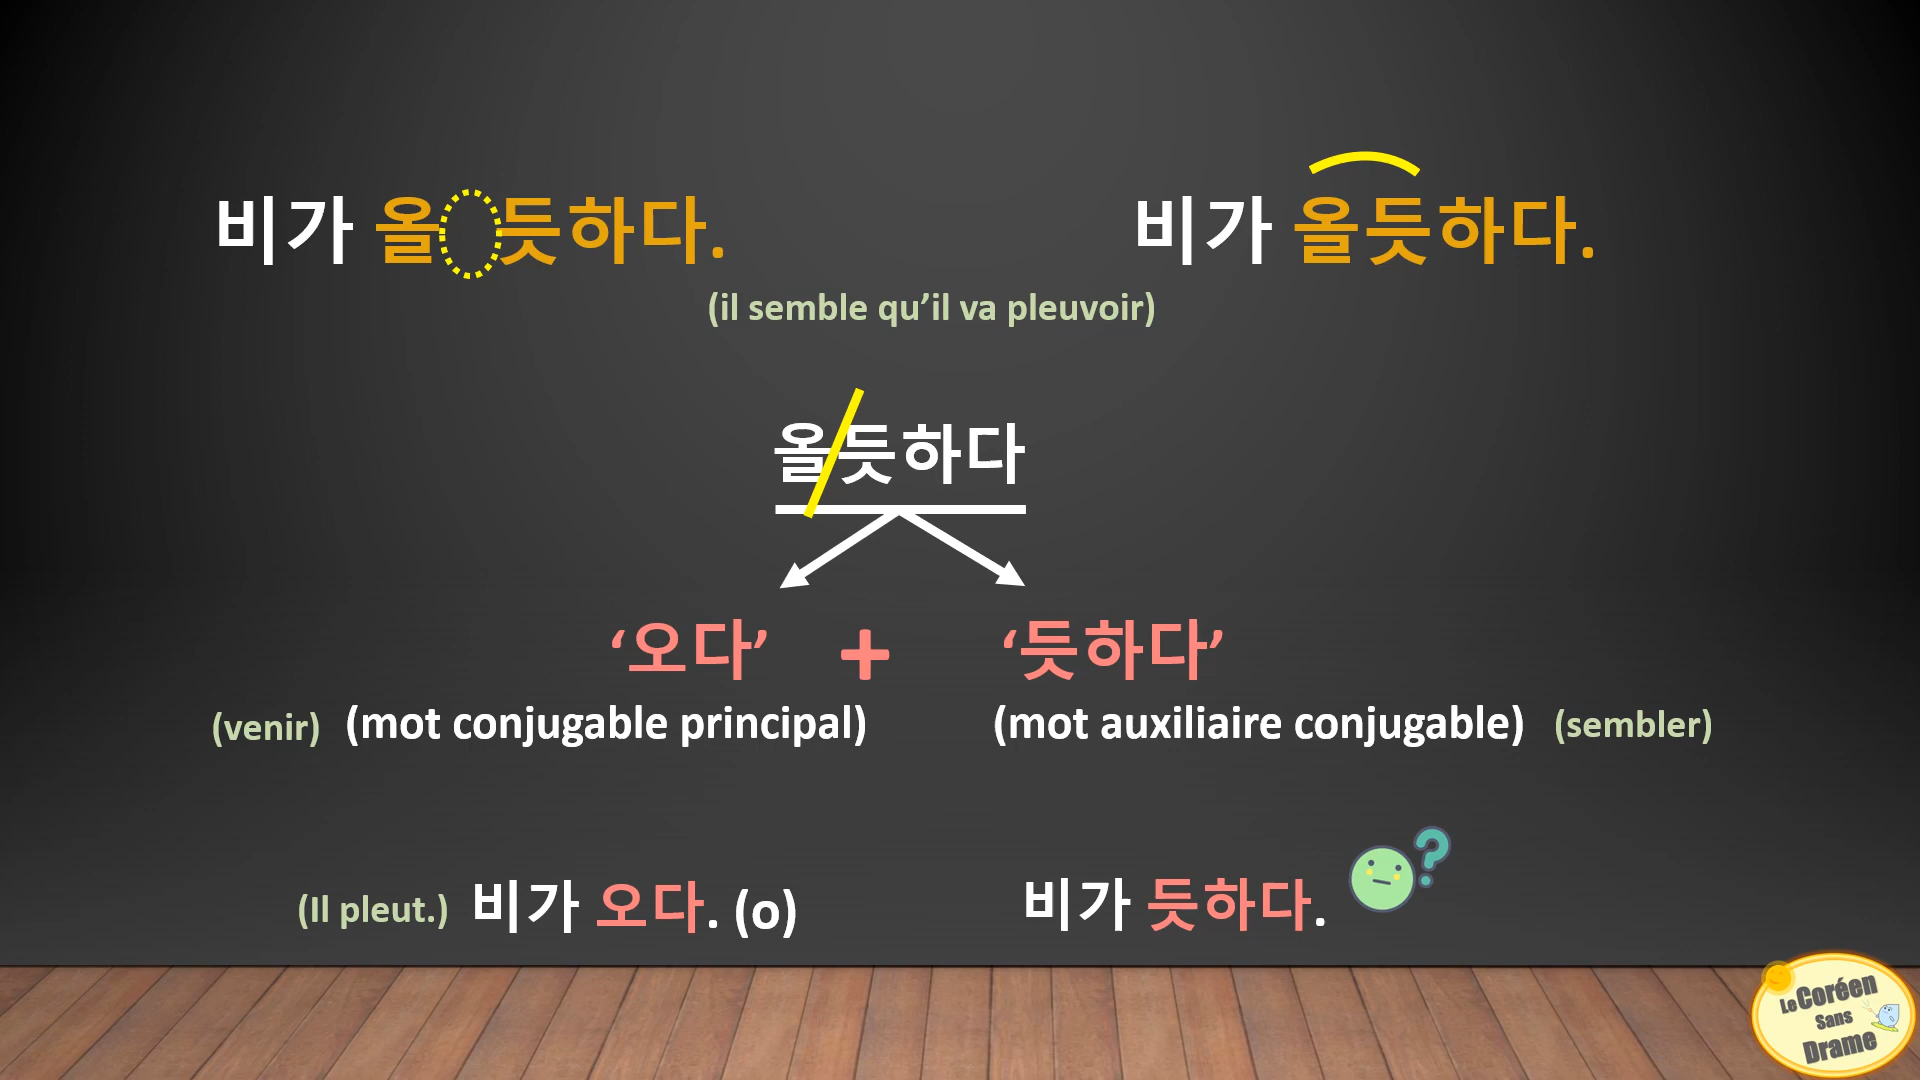 비가 올 듯하다.
비가 올듯하다.
(il semble qu’il va pleuvoir)
올듯하다
‘오다’ + ‘듯하다’
(venir) (mot conjugable principal) (mot auxiliaire conjugable) (sembler)
(Il pleut.) 비가 오다. (o)
비가 듯하다.
?
Le Coréen
Sans
Drame